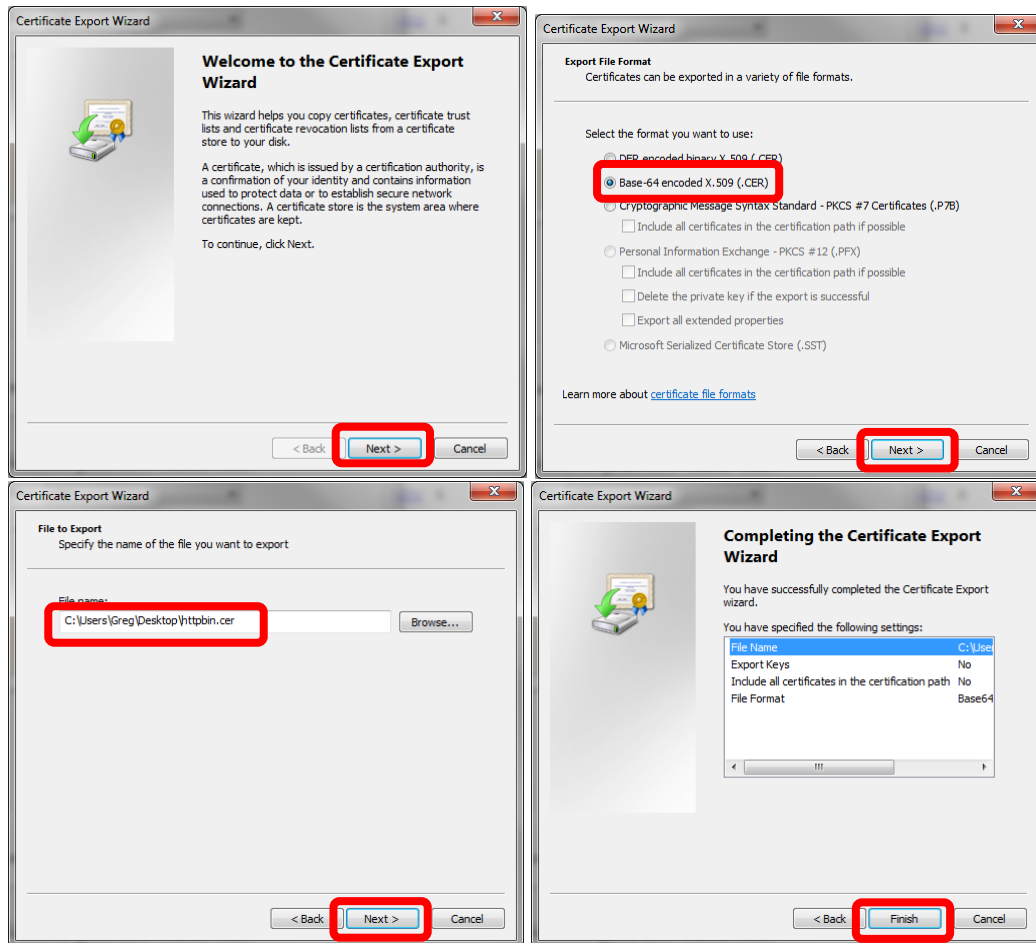 Certificate Export Wizard
Welcome to the Certificate Export
Wizard
This wizard helps you copy certificates, certificate trust
lists and certificate revocation lists from a certificate
store to your disk.
A certificate, which is issued by a certification authority, is
a confirmation of your identity and contains information
used to protect data or to establish secure network
connections. A certificate store is the system area where
certificates are kept.
To continue, click Next.
< Back
Next >
Cancel
Certificate Export Wizard
Export File Format
Certificates can be exported in a variety of file formats.
Select the format you want to use:
DER encoded binary X.509 (.CER)
Base-64 encoded X.509 (.CER)
Cryptographic Message Syntax Standard - PKCS #7 Certificates (.P7B)
Include all certificates in the certification path if possible
Personal Information Exchange - PKCS #12 (.PFX)
Include all certificates in the certification path if possible
Delete the private key if the export is successful
Export all extended properties
Microsoft Serialized Certificate Store (.SST)
Learn more about certificate file formats
< Back
Next >
Cancel
Certificate Export Wizard
File to Export
Specify the name of the file you want to export
File name:
C:\Users\Greg\Desktop\httpbin.cer
Browse...
< Back
Next >
Cancel
Certificate Export Wizard
Completing the Certificate Export
Wizard
You have successfully completed the Certificate Export
wizard.
You have specified the following settings:
File Name C:\User
Export Keys No
Include all certificates in the certification path No
File Format Base64
< Back
Finish
Cancel